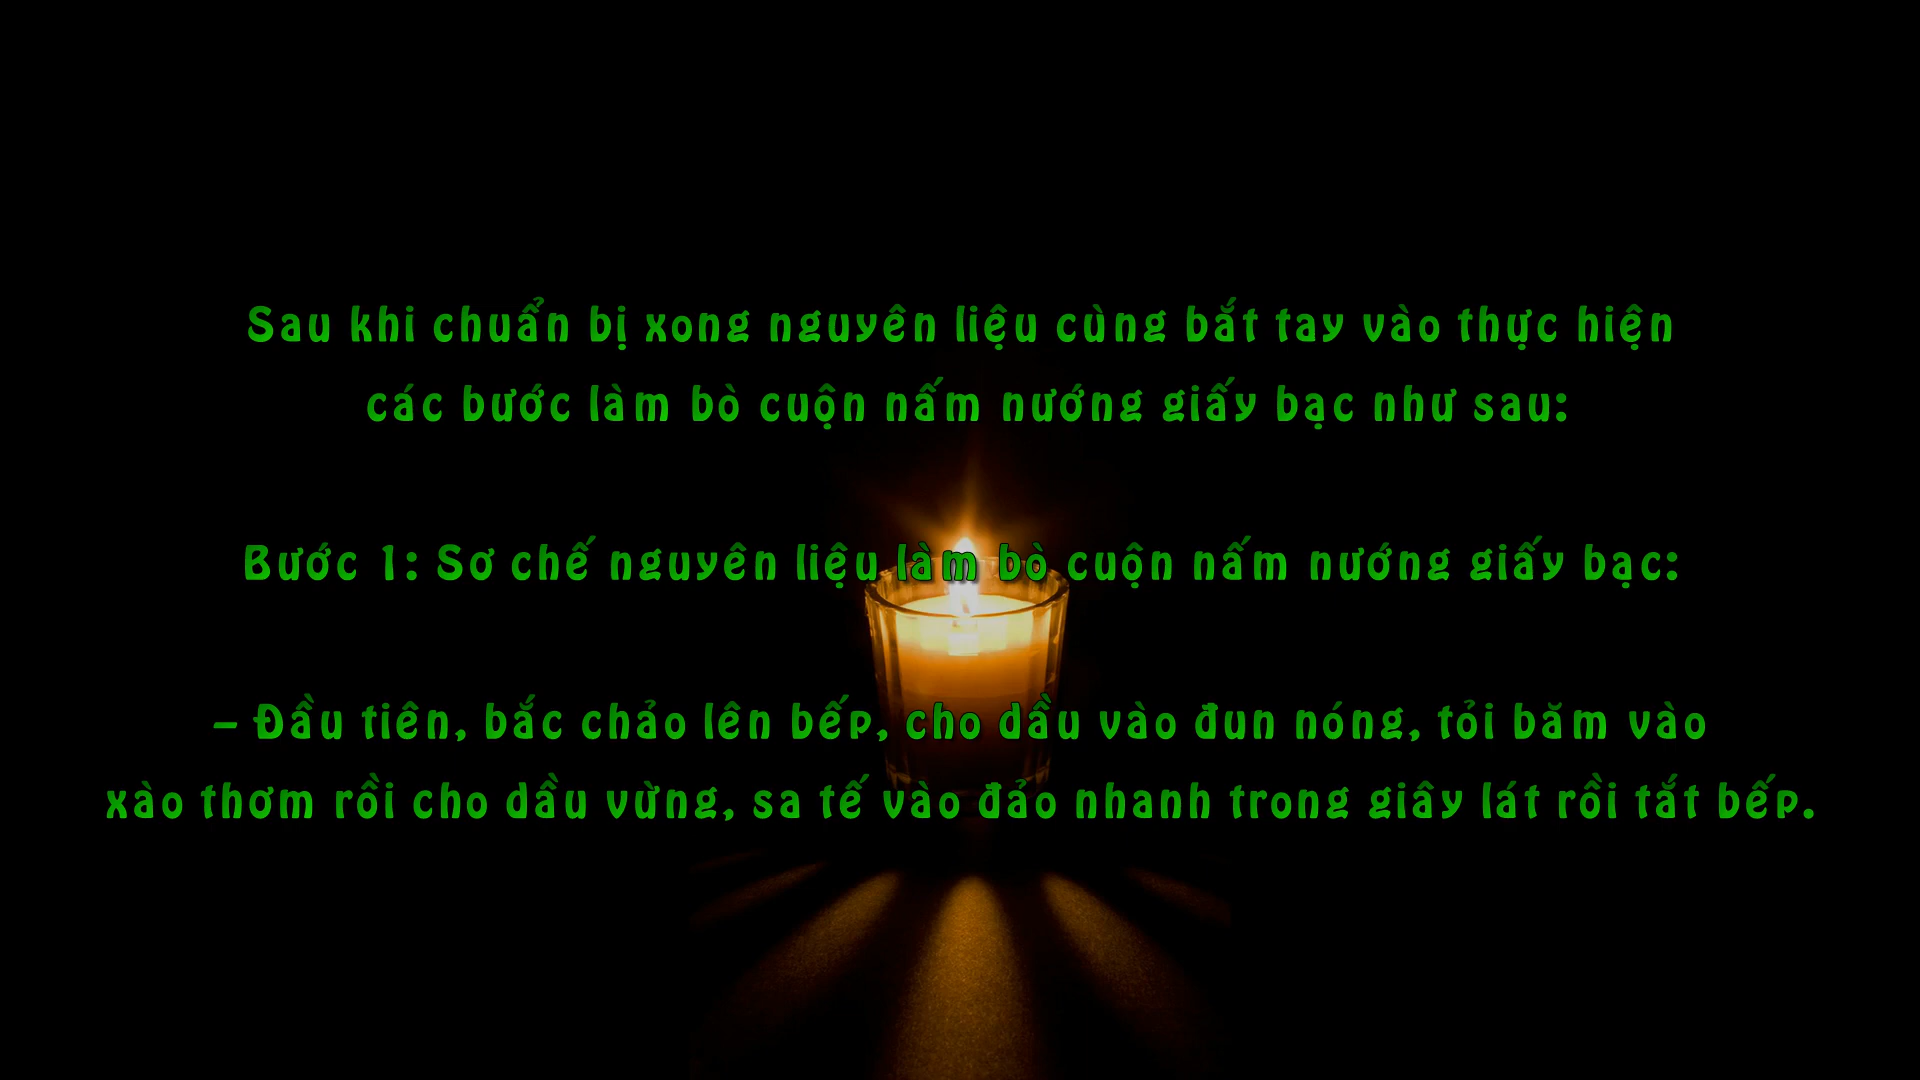 Sau khi chuẩn bị xong nguyên liệu cùng bắt tay vào thực hiện
các bước làm bò cuộn nấm nướng giấy bạc như sau:
Bước 1: Sơ chế nguyên liệu làm bò cuộn nấm nướng giấy bạc:
– Đầu tiên, bắc chảo lên bếp, cho dầu vào đun nóng, tỏi băm vào
xào thơm rồi cho dầu vừng, sa tế vào đảo nhanh trong giây lát rồi tắt bếp.